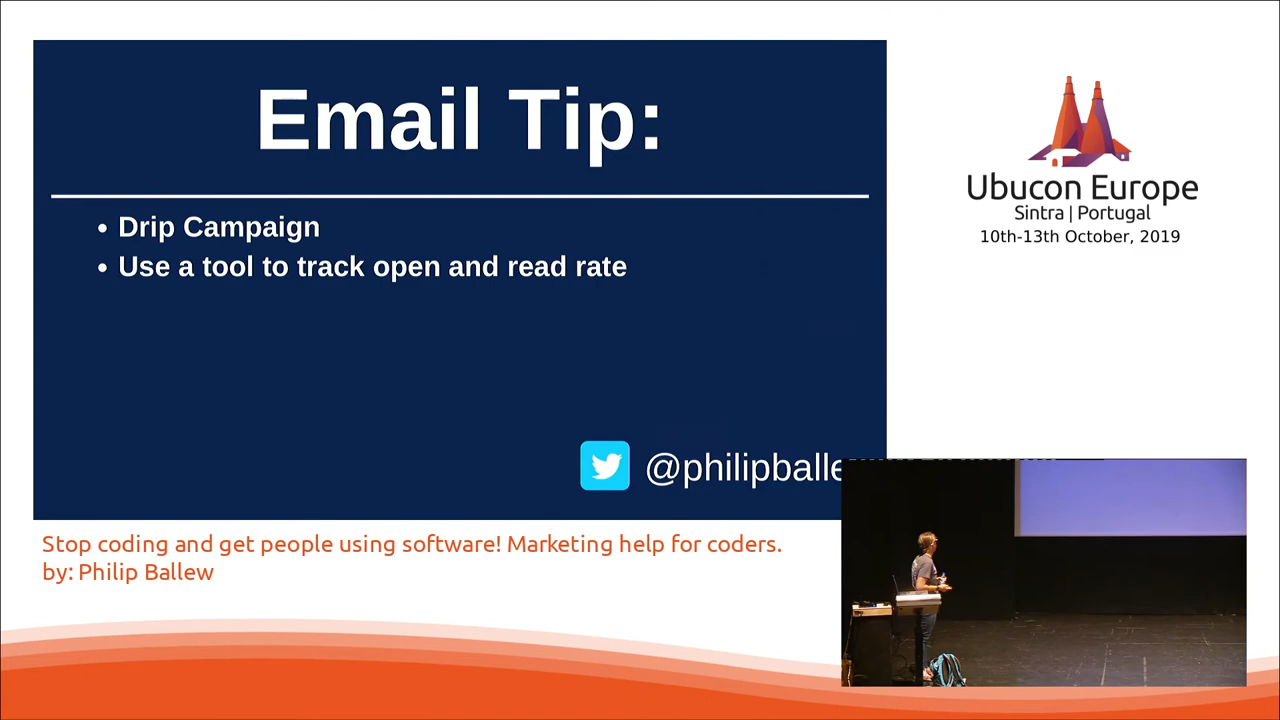 Email Tip:
Drip Campaign
Use a tool to track open and read rate
Ubucon Europe
Sintra | Portugal
10th-13th October, 2019
Stop coding and get people using software! Marketing help for coders.
by: Philip Ballew